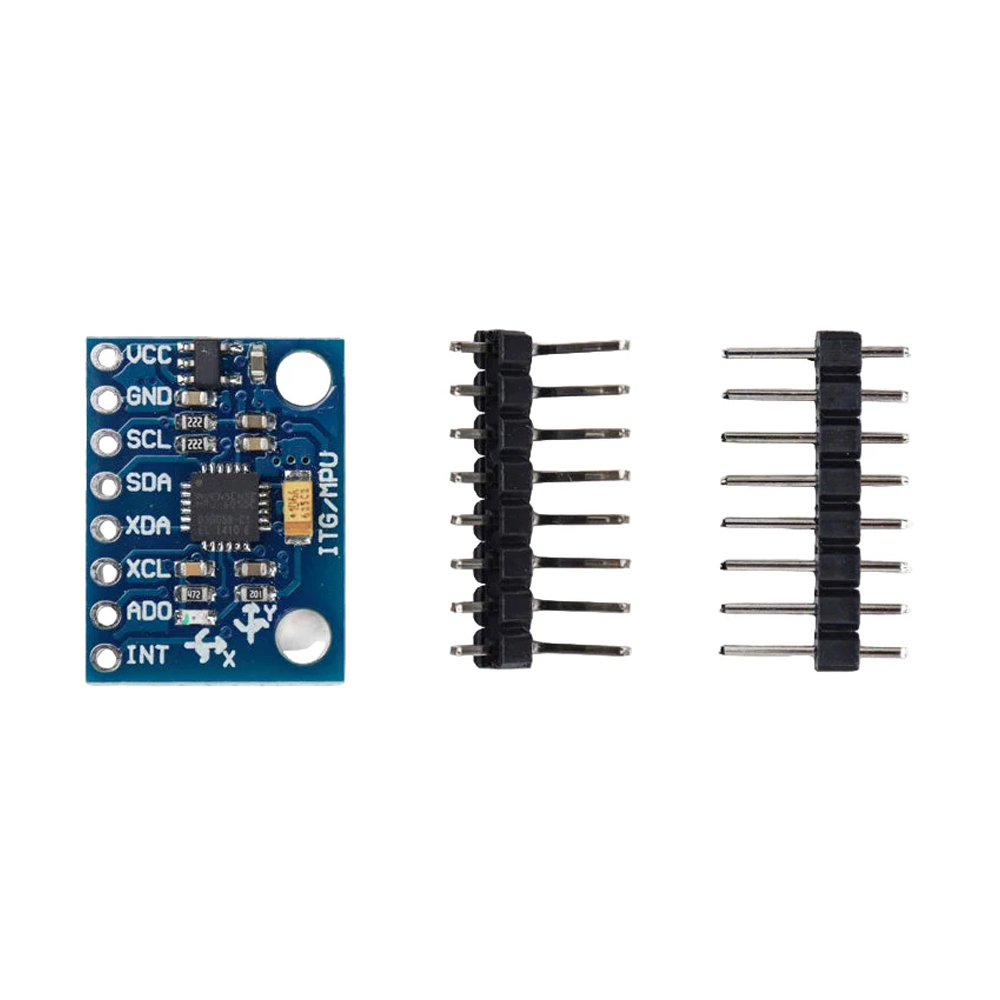 VCC
GND
SCL
SDA
XDA
XCL
ADO
INT
222
222
472
201
ITG/MPU
Y
X